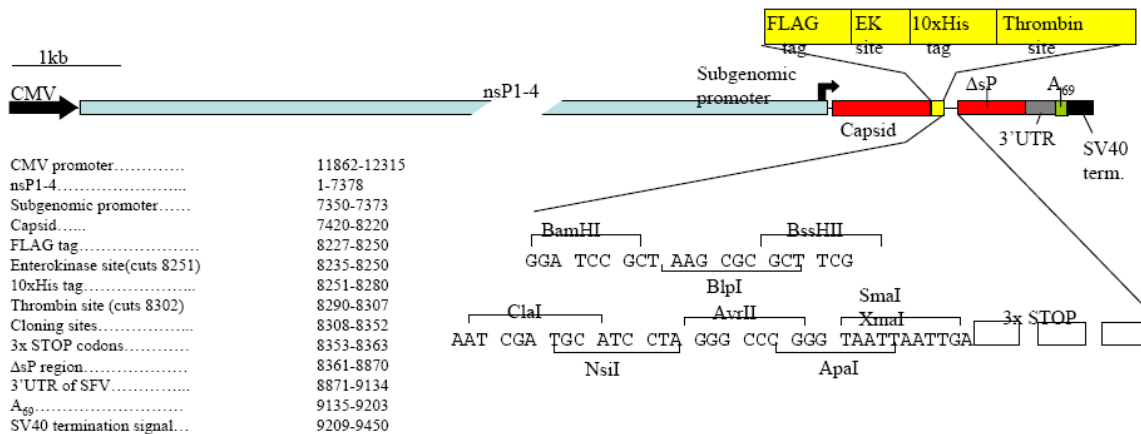 FLAG tag
EK site
10xHis tag
Thrombin site
1kb
CMV
nsP1-4
Subgenomic promoter
Capsid
ΔsP
A69
3’UTR
SV40 term.
CMV promoter…………. 11862-12315
nsP1-4…………………... 1-7378
Subgenomic promoter…… 7350-7373
Capsid…... 7420-8220
FLAG tag…………………. 8227-8250
Enterokinase site(cuts 8251) 8235-8250
10xHis tag………………... 8251-8280
Thrombin site (cuts 8302) 8290-8307
Cloning sites……………... 8308-8352
3x STOP codons………… 8353-8363
ΔsP region………………. 8361-8870
3’UTR of SFV…………... 8871-9134
A69……………………… 9135-9203
SV40 termination signal… 9209-9450
BamHI BssHII
GGA TCC GCT AAG CGC GCT TCG
BlpI
ClaI AvrII SmaI XmaI 3x STOP
AAT CGA TGC ATC CTA GGG CCC GGG TAATTAATTGA
NsiI ApaI